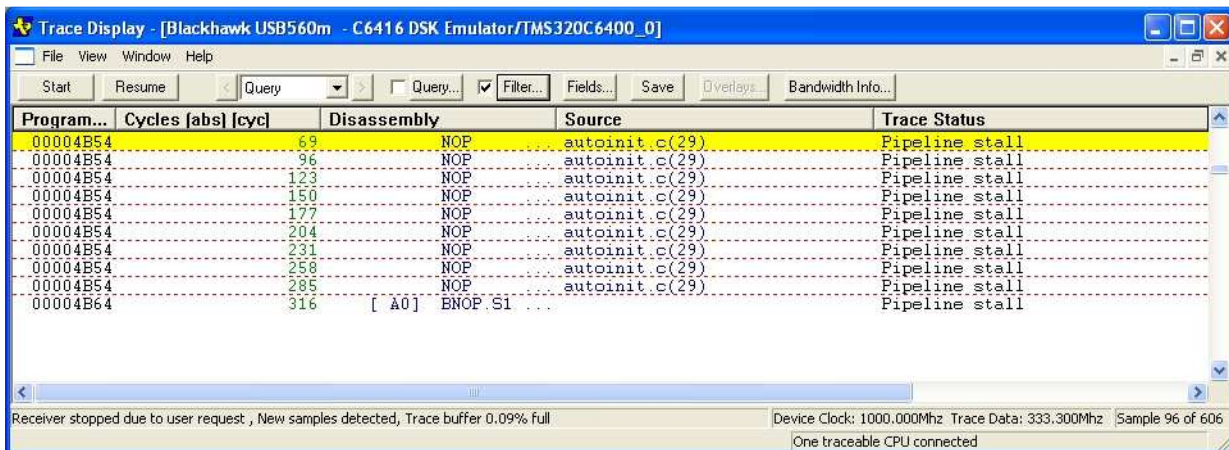 Trace Display - [Blackhawk USB560m - C6416 DSK Emulator/TMS320C6400_0]
File View Window Help
Start Resume < Query > Query... Filter... Fields... Save Overlays... Bandwidth Info...
Program... Cycles [abs] [cyc] Disassembly Source Trace Status
00004B54 69 NOP ... autoinit.c(29) Pipeline stall
00004B54 96 NOP ... autoinit.c(29) Pipeline stall
00004B54 123 NOP ... autoinit.c(29) Pipeline stall
00004B54 150 NOP ... autoinit.c(29) Pipeline stall
00004B54 177 NOP ... autoinit.c(29) Pipeline stall
00004B54 204 NOP ... autoinit.c(29) Pipeline stall
00004B54 231 NOP ... autoinit.c(29) Pipeline stall
00004B54 258 NOP ... autoinit.c(29) Pipeline stall
00004B54 285 NOP ... autoinit.c(29) Pipeline stall
00004B64 316 [ A0] BNOP.S1 ... Pipeline stall
Receiver stopped due to user request , New samples detected, Trace buffer 0.09% full Device Clock: 1000.000Mhz Trace Data: 333.300Mhz Sample 96 of 606
One traceable CPU connected